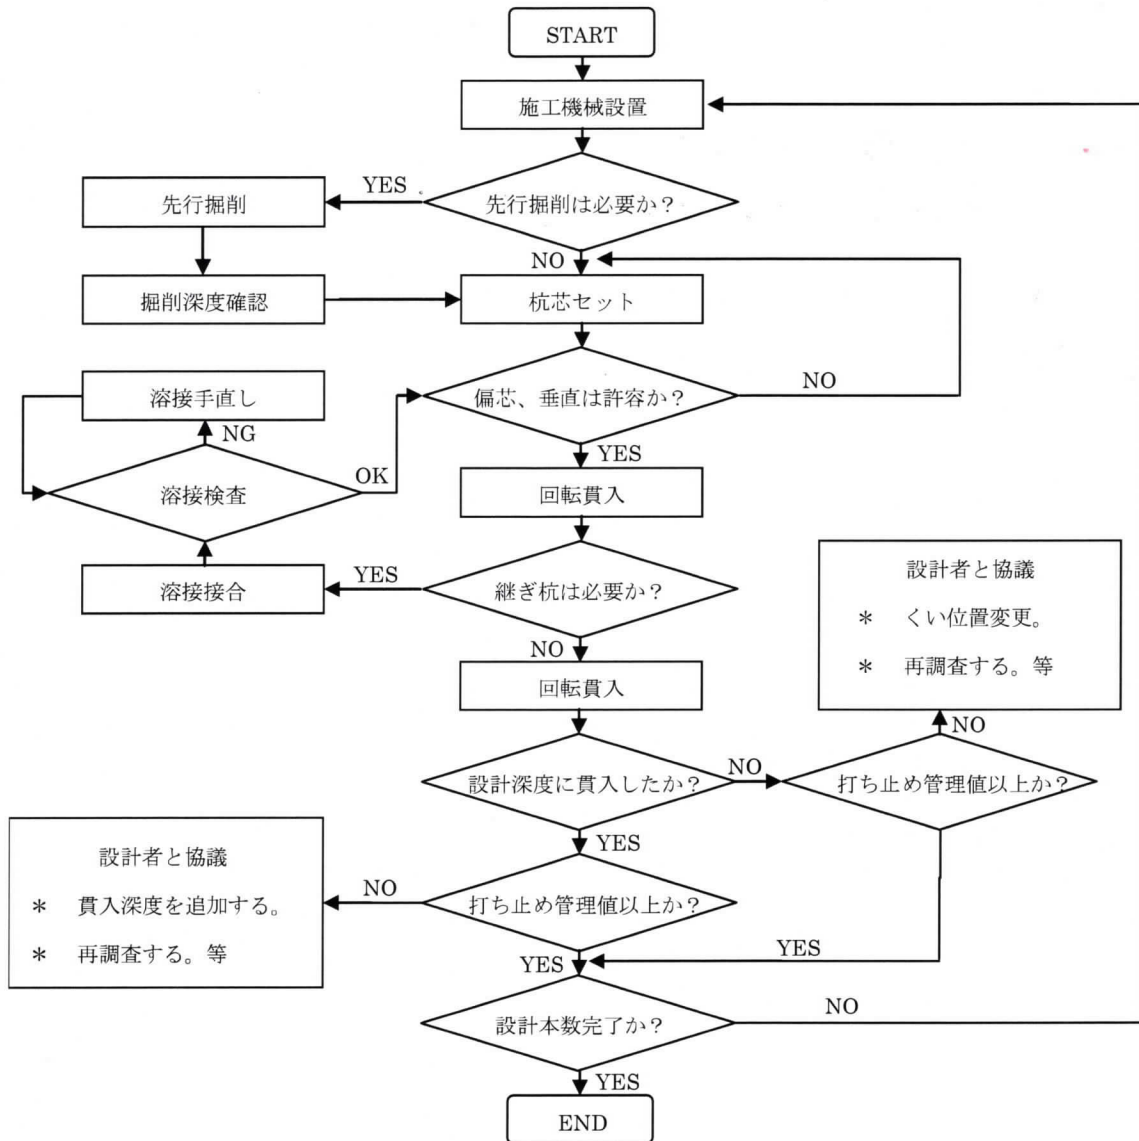 START
施工機械設置
先行掘削は必要か？
YES
先行掘削
NO
掘削深度確認
杭芯セット
偏芯、垂直は許容か？
NO
溶接手直し
NG
溶接検査
OK
YES
回転貫入
継ぎ杭は必要か？
YES
溶接接合
NO
回転貫入
設計者と協議
＊ くい位置変更。
＊ 再調査する。等
NO
設計深度に貫入したか？
NO
打ち止め管理値以上か？
YES
設計者と協議
＊ 貫入深度を追加する。
＊ 再調査する。等
NO
打ち止め管理値以上か？
YES
YES
設計本数完了か？
NO
YES
END